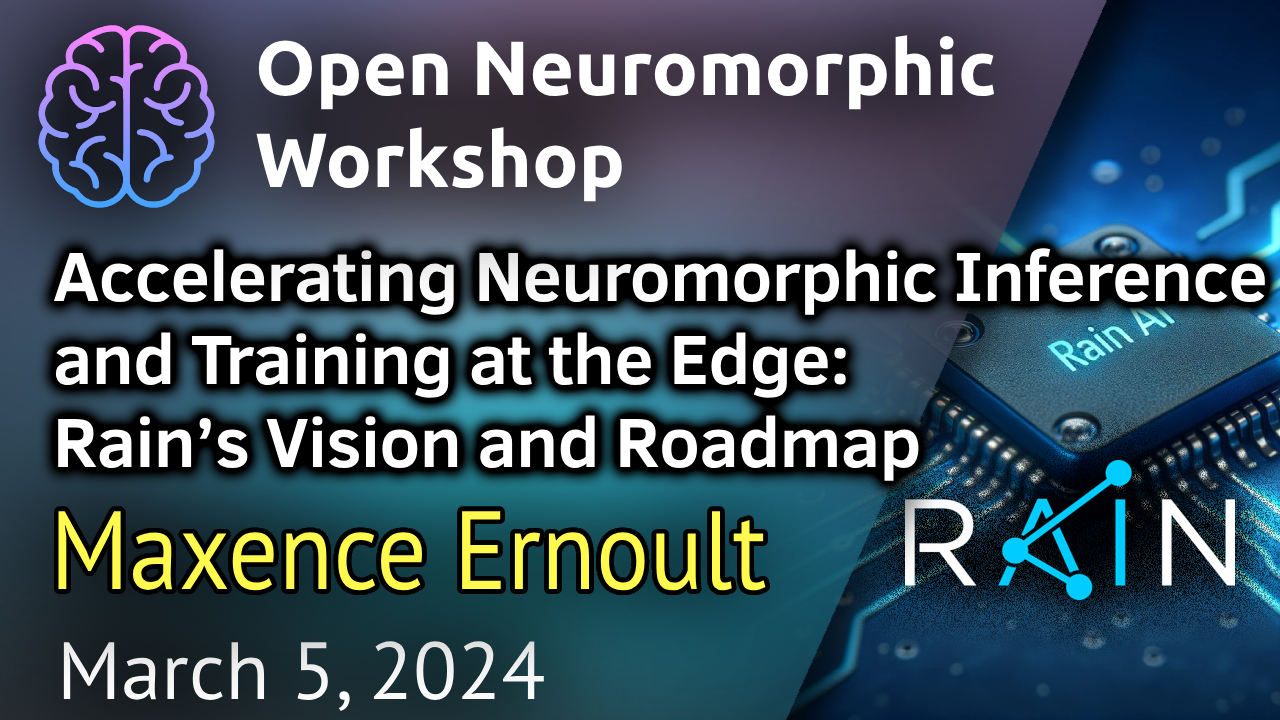 Open Neuromorphic
Workshop
Accelerating Neuromorphic Inference
and Training at the Edge:
Rain’s Vision and Roadmap
Rain AI
Maxence Ernoult
RAIN
March 5, 2024